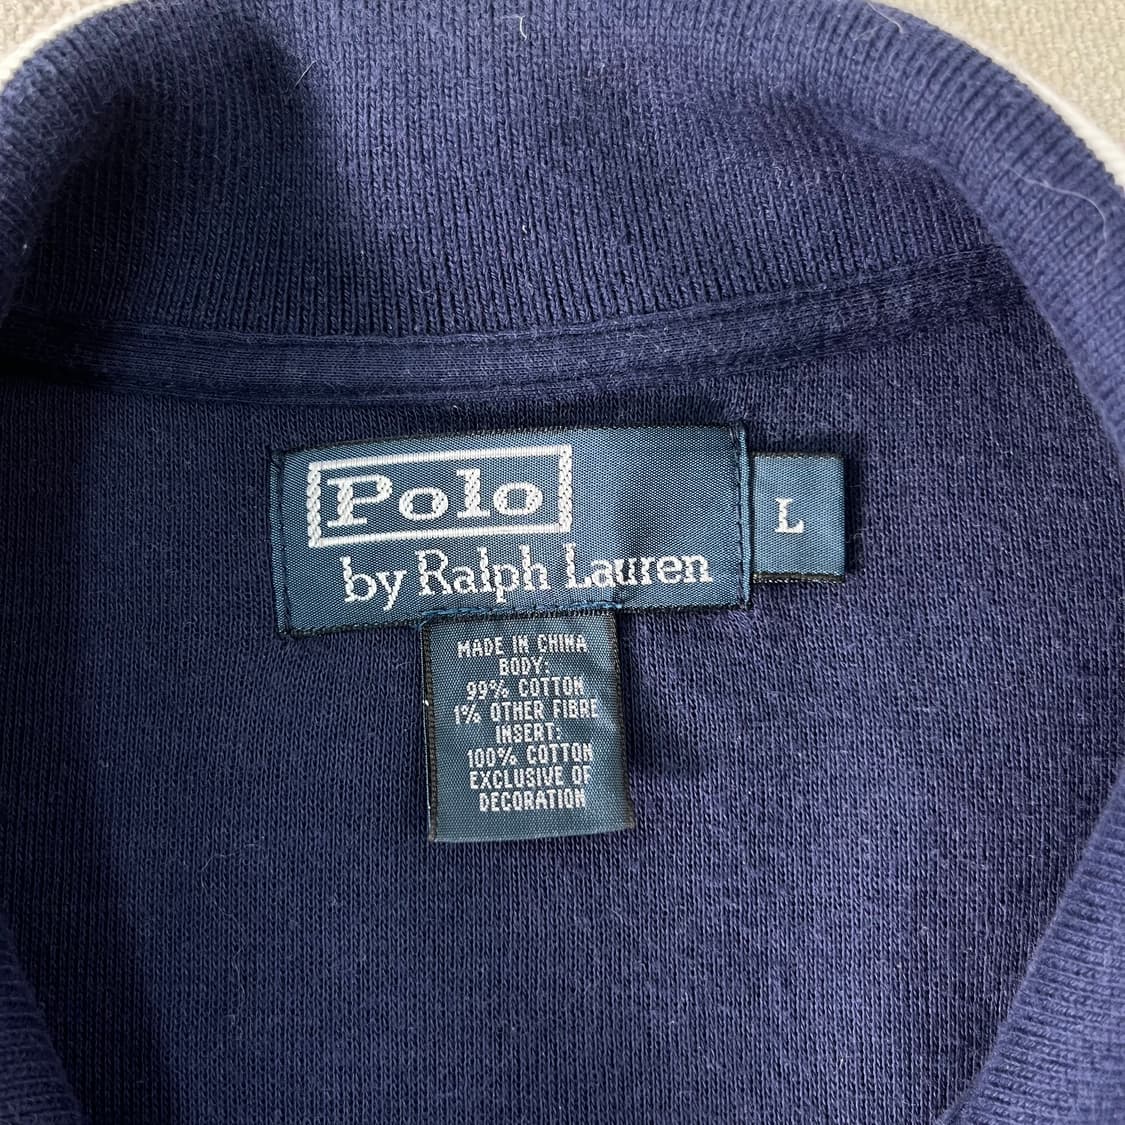 Polo
by Ralph Lauren
L
MADE IN CHINA
BODY:
99% COTTON
1% OTHER FIBRE
INSERT:
100% COTTON
EXCLUSIVE OF
DECORATION